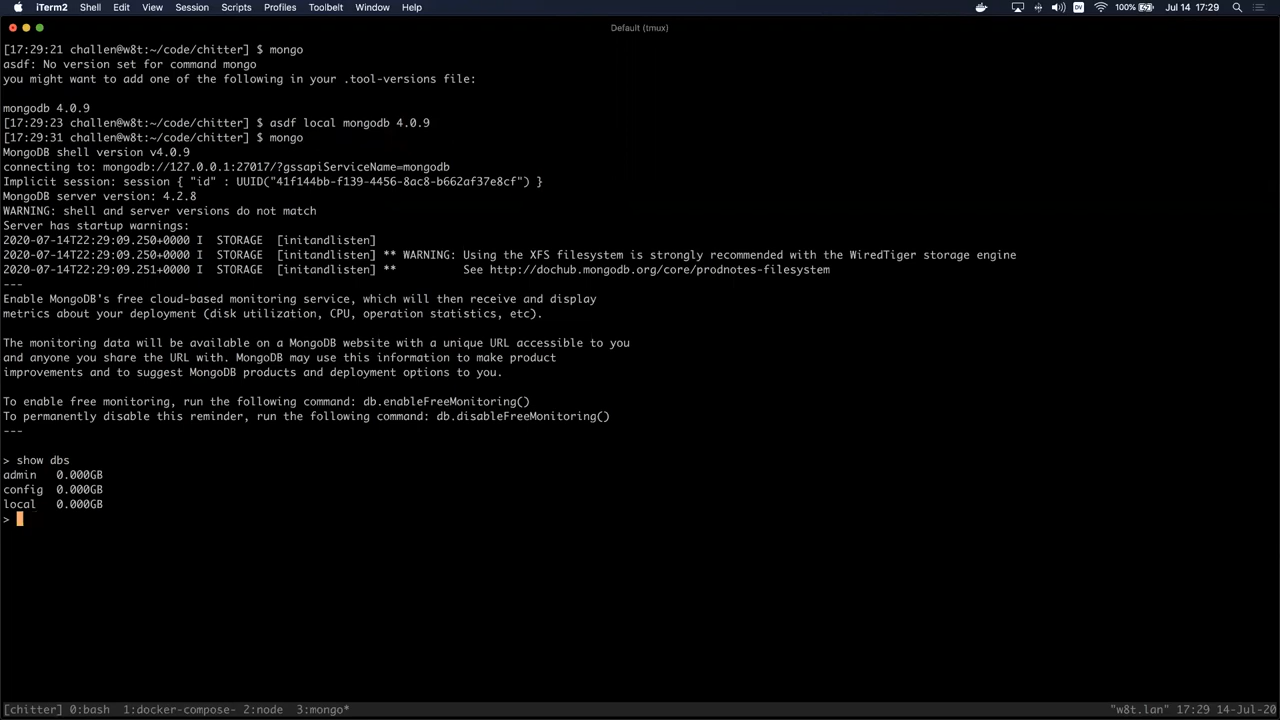 iTerm2 Shell Edit View Session Scripts Profiles Toolbelt Window Help DV 100% Jul 14 17:29
Default (tmux)
[17:29:21 challen@w8t:~/code/chitter] $ mongo
asdf: No version set for command mongo
you might want to add one of the following in your .tool-versions file:
mongodb 4.0.9
[17:29:23 challen@w8t:~/code/chitter] $ asdf local mongodb 4.0.9
[17:29:31 challen@w8t:~/code/chitter] $ mongo
MongoDB shell version v4.0.9
connecting to: mongodb://127.0.0.1:27017/?gssapiServiceName=mongodb
Implicit session: session { "id" : UUID("41f144bb-f139-4456-8ac8-b662af37e8cf") }
MongoDB server version: 4.2.8
WARNING: shell and server versions do not match
Server has startup warnings:
2020-07-14T22:29:09.250+0000 I  STORAGE  [initandlisten]
2020-07-14T22:29:09.250+0000 I  STORAGE  [initandlisten] ** WARNING: Using the XFS filesystem is strongly recommended with the WiredTiger storage engine
2020-07-14T22:29:09.251+0000 I  STORAGE  [initandlisten] **          See http://dochub.mongodb.org/core/prodnotes-filesystem
---
Enable MongoDB's free cloud-based monitoring service, which will then receive and display
metrics about your deployment (disk utilization, CPU, operation statistics, etc).
The monitoring data will be available on a MongoDB website with a unique URL accessible to you
and anyone you share the URL with. MongoDB may use this information to make product
improvements and to suggest MongoDB products and deployment options to you.
To enable free monitoring, run the following command: db.enableFreeMonitoring()
To permanently disable this reminder, run the following command: db.disableFreeMonitoring()
---
> show dbs
admin   0.000GB
config  0.000GB
local   0.000GB
>
[chitter] 0:bash  1:docker-compose- 2:node  3:mongo* "w8t.lan" 17:29 14-Jul-20